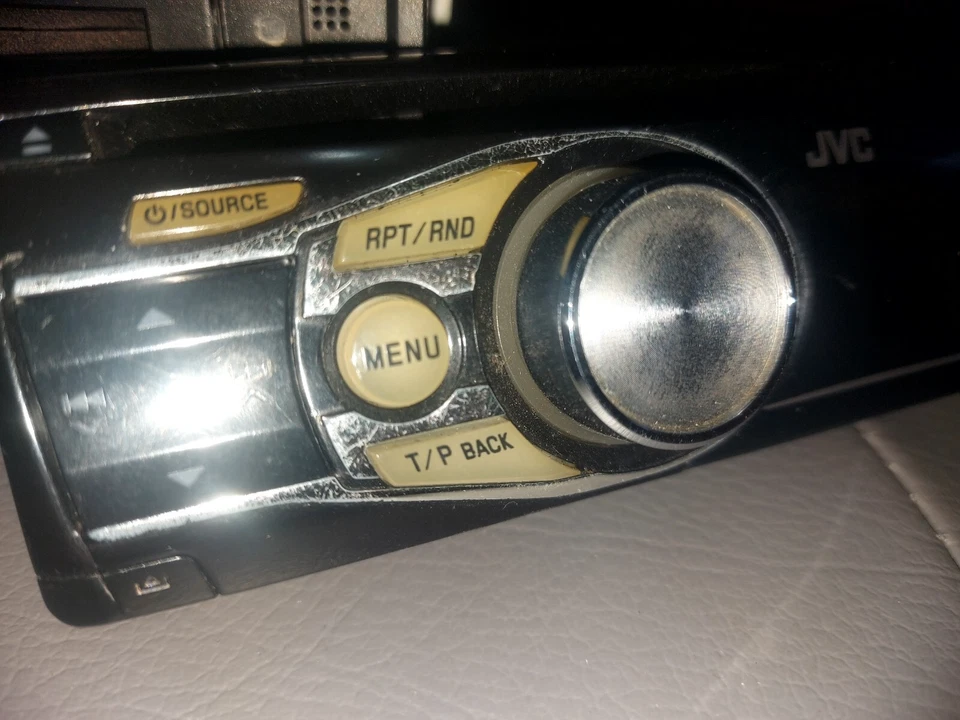 JVC
⏻/SOURCE
RPT/RND
MENU
T/P BACK